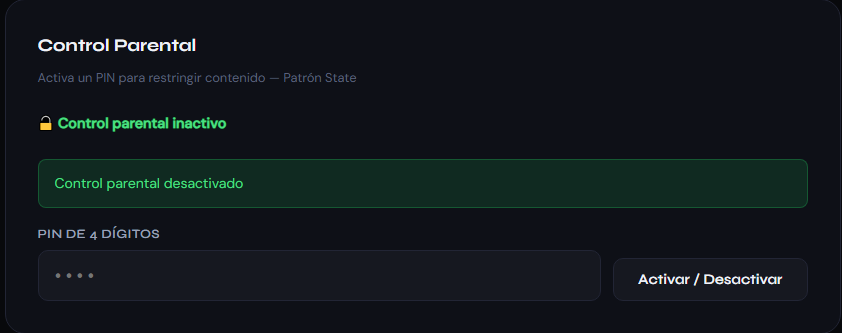 Control Parental
Activa un PIN para restringir contenido — Patrón State
🔓 Control parental inactivo
Control parental desactivado
PIN DE 4 DÍGITOS
••••
Activar / Desactivar